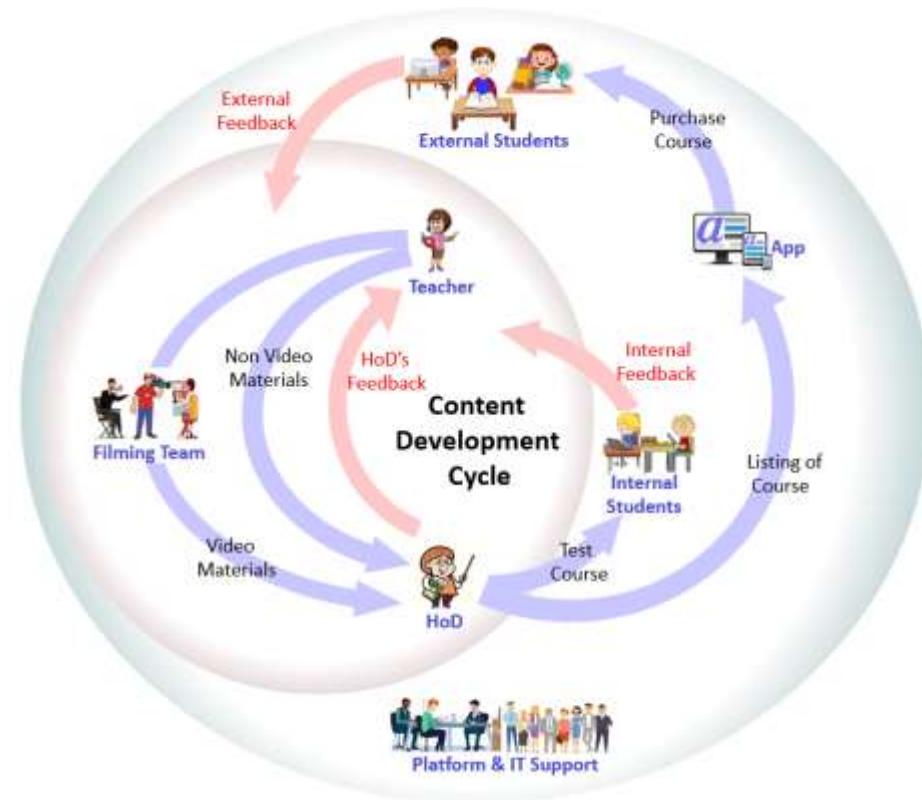 External
Feedback
External Students
Purchase
Course
App
Teacher
Non Video
Materials
HoD's
Feedback
Internal
Feedback
Content
Development
Cycle
Filming Team
Internal
Students
Listing of
Course
Video
Materials
Test
Course
HoD
Platform & IT Support